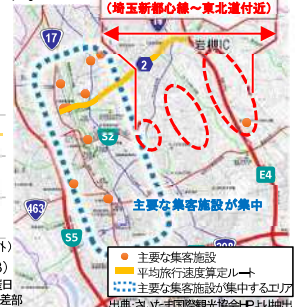 (埼玉新都心線～東北道付近)
17
岩槻IC
2
S2
主要な集客施設が集中
E4
463
S5
外)
主要な集客施設
平均旅行速度算定ルート
主要な集客施設が集中するエリア
差部